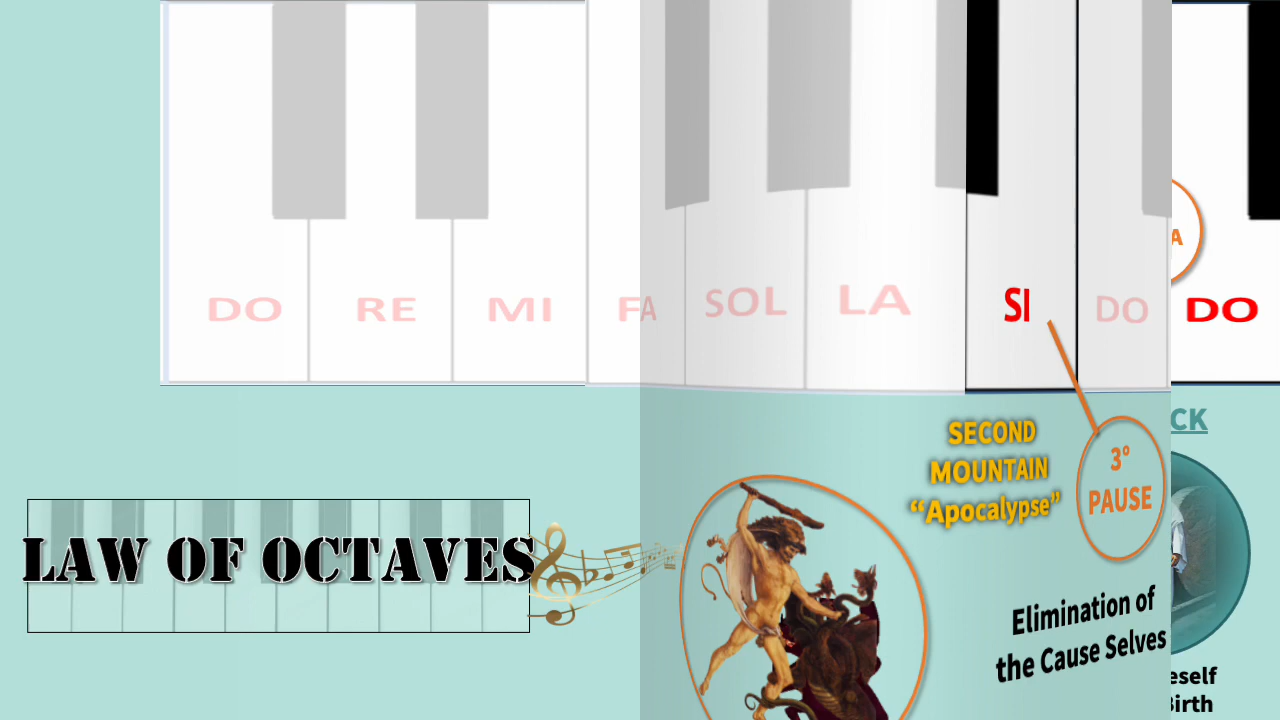 DO RE MI FA SOL LA SI DO DO
SECOND
MOUNTAIN
“Apocalypse”
3°
PAUSE
LAW OF OCTAVES
Elimination of
the Cause Selves